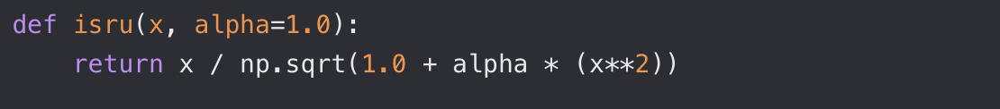 def isru(x, alpha=1.0):
    return x / np.sqrt(1.0 + alpha * (x**2))